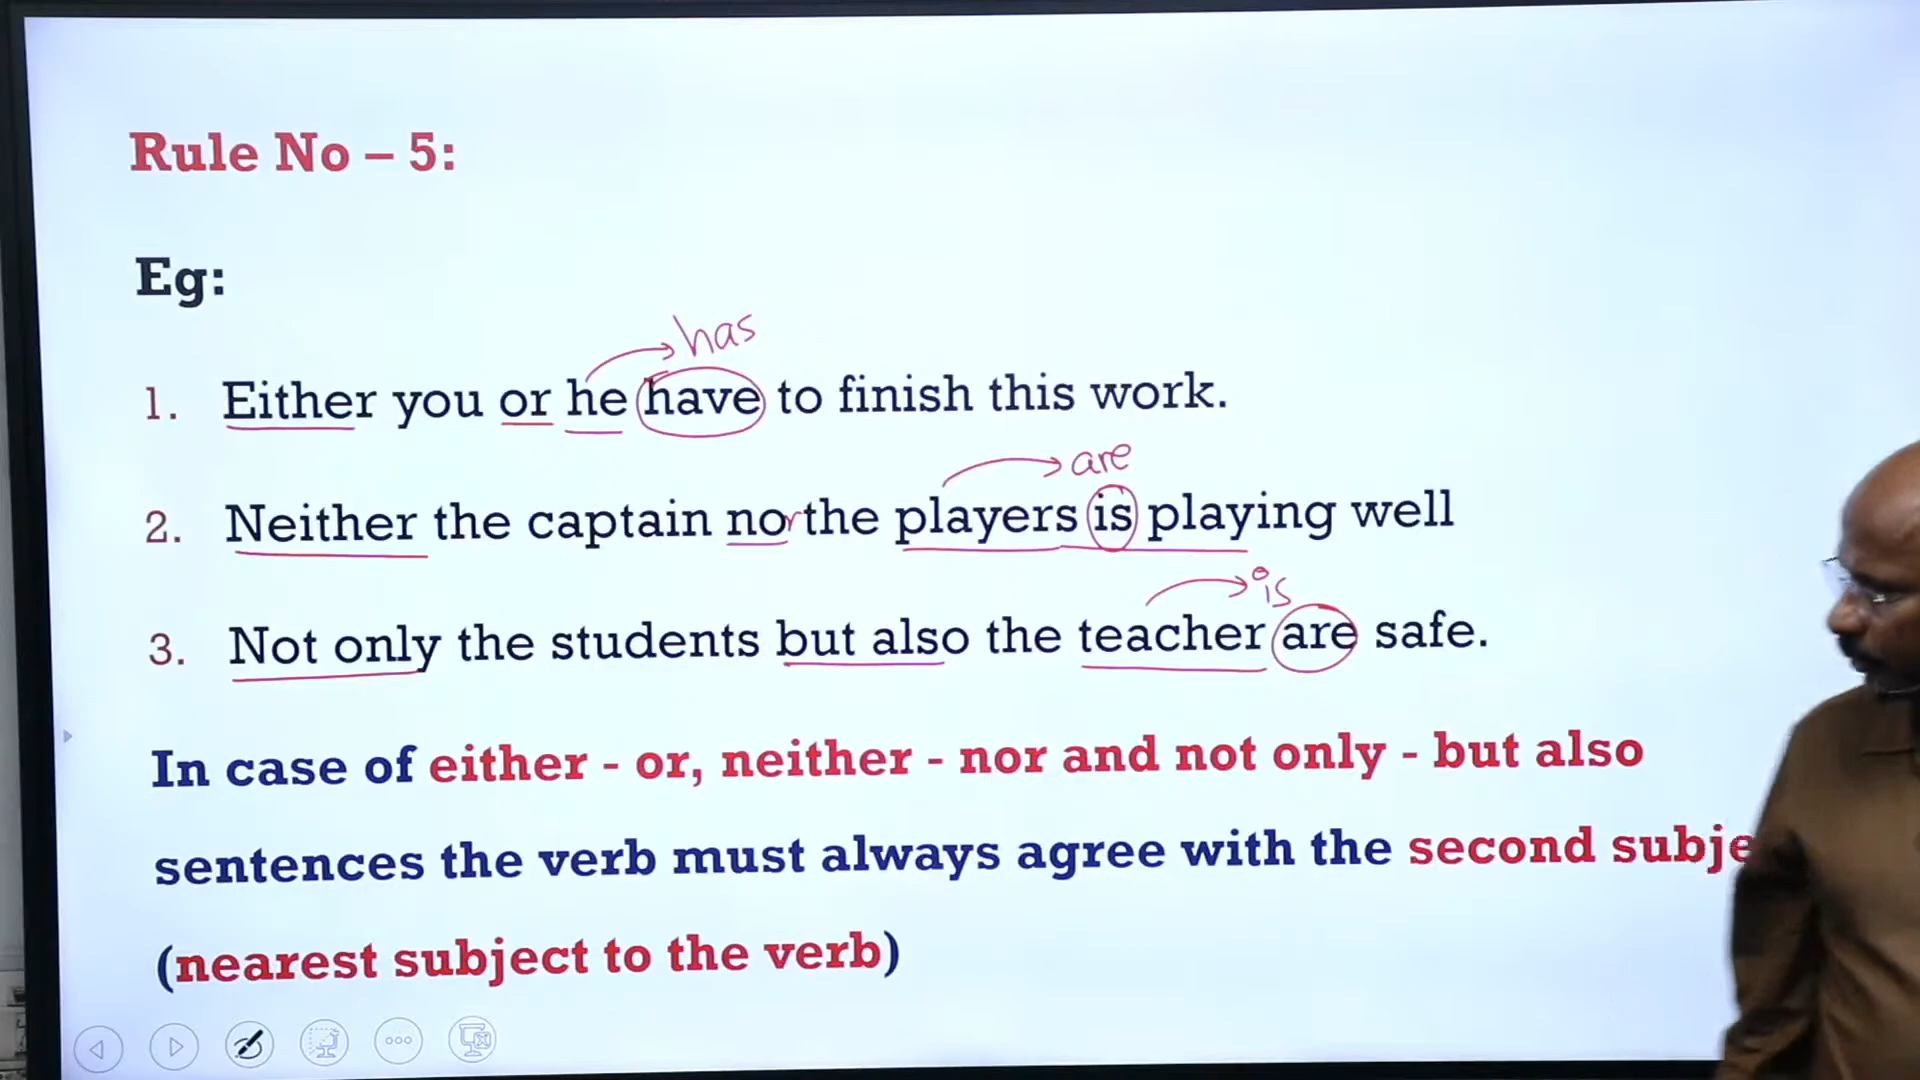 Rule No – 5:
Eg:
has
1. Either you or he have to finish this work.
are
2. Neither the captain nor the players is playing well
is
3. Not only the students but also the teacher are safe.
In case of either - or, neither - nor and not only - but also
sentences the verb must always agree with the second subje
(nearest subject to the verb)